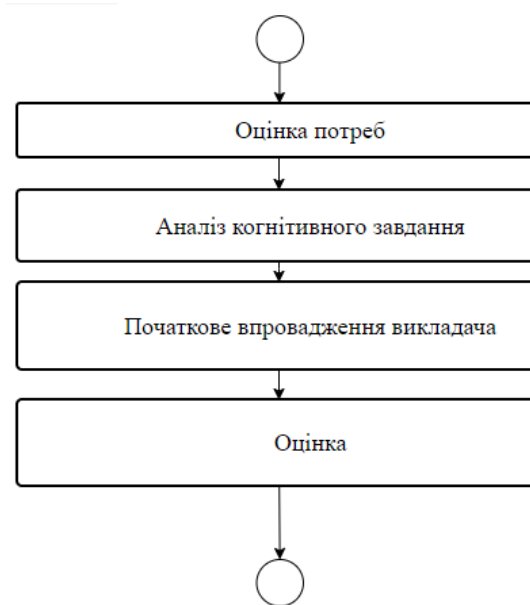 Оцінка потреб
Аналіз когнітивного завдання
Початкове впровадження викладача
Оцінка